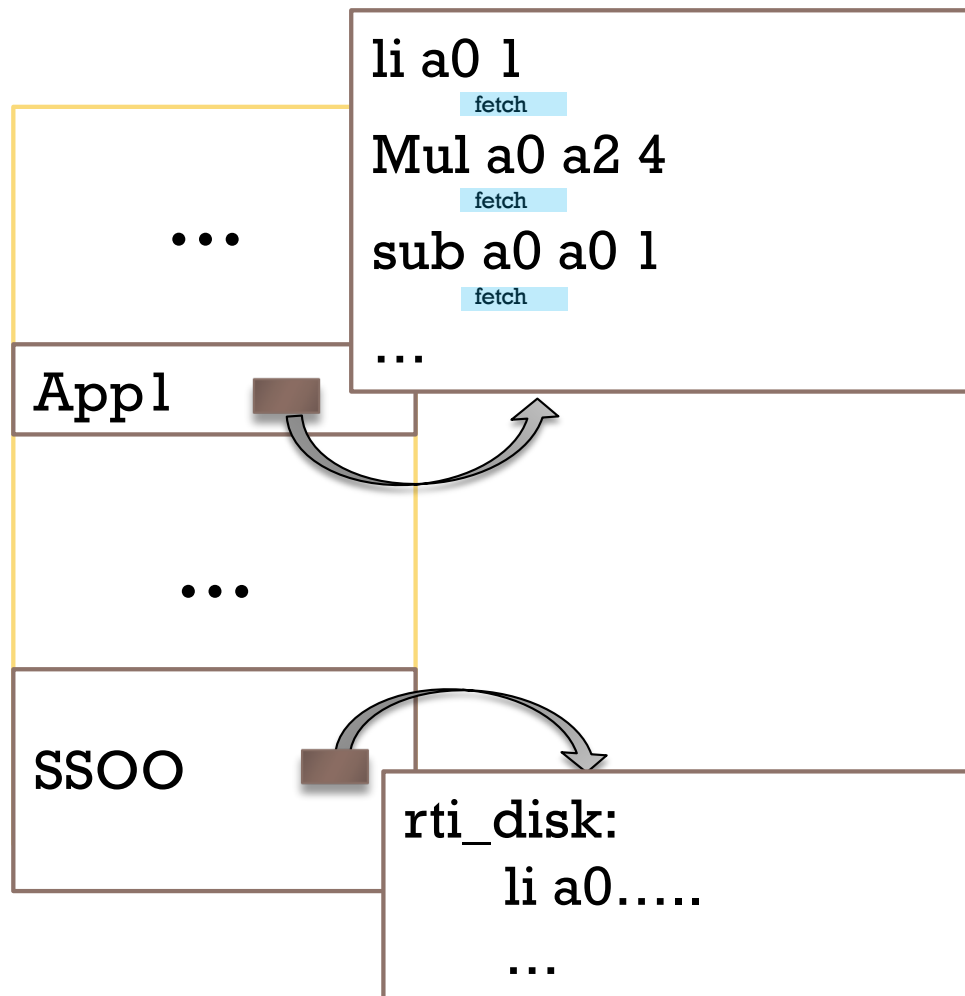 li a0 1
fetch
Mul a0 a2 4
fetch
sub a0 a0 1
fetch
...
...
App1
...
SSOO
rti_disk:
li a0.....
...